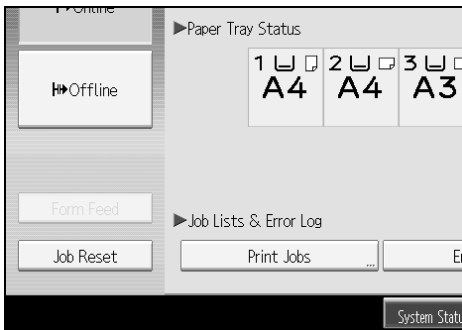 Online
▶Paper Tray Status
1 2 3
A4 A4 A3
Offline
Form Feed
▶Job Lists & Error Log
Job Reset
Print Jobs ...
System Statu